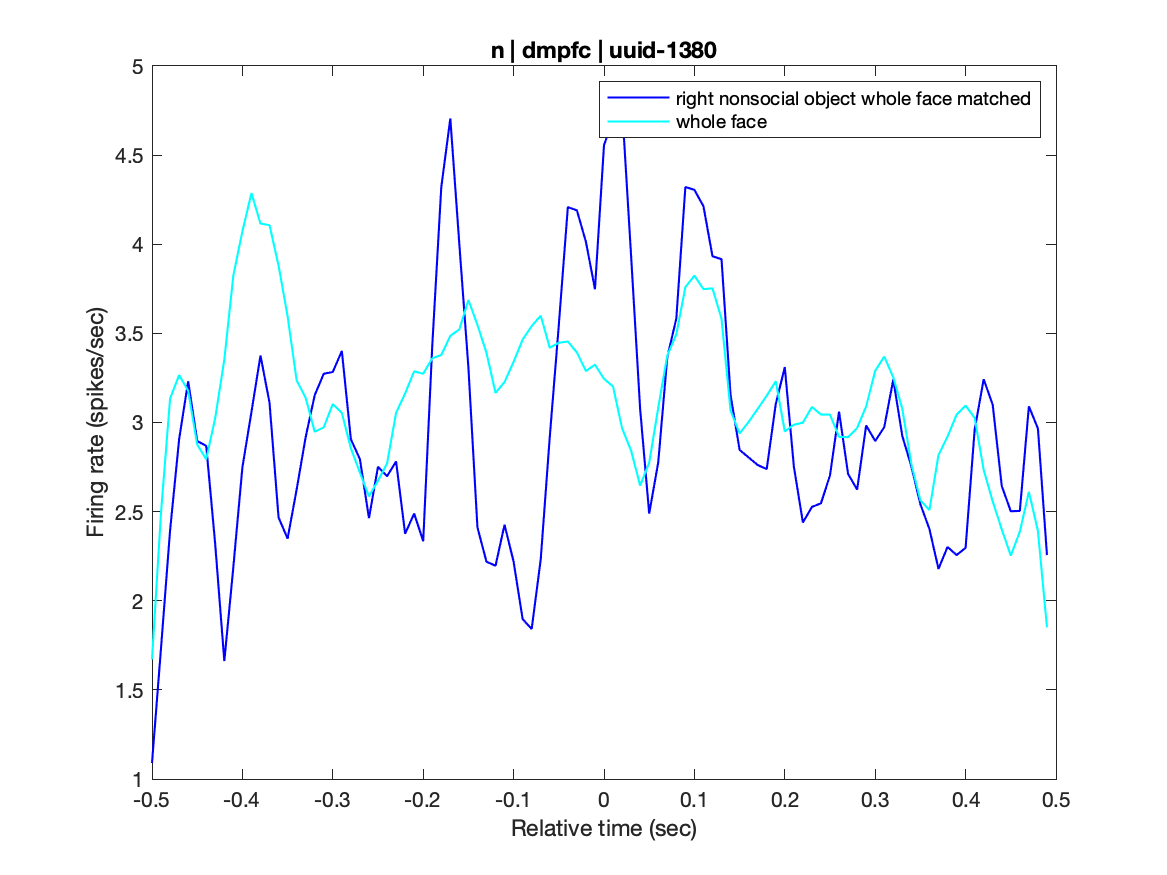 n | dmpfc | uuid-1380
right nonsocial object whole face matched
whole face
Firing rate (spikes/sec)
5
4.5
4
3.5
3
2.5
2
1.5
1
-0.5 -0.4 -0.3 -0.2 -0.1 0 0.1 0.2 0.3 0.4 0.5
Relative time (sec)